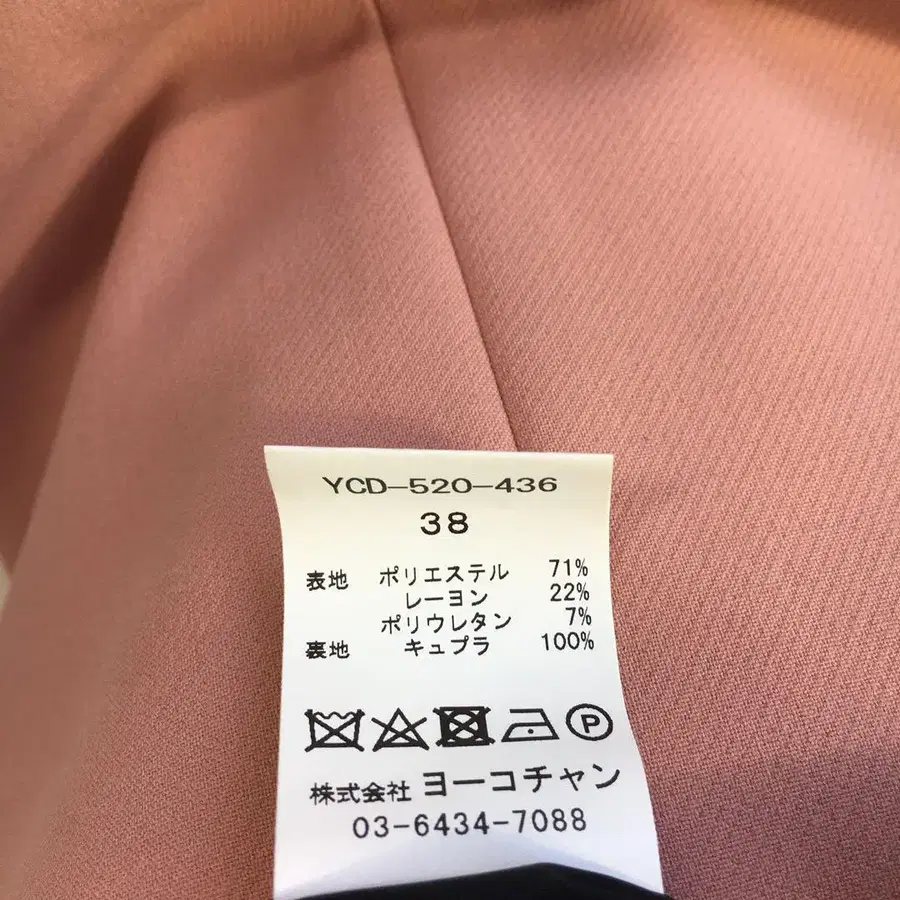 YCD-520-436
38
表地 ポリエステル 71%
レーヨン 22%
ポリウレタン 7%
裏地 キュプラ 100%
P
株式会社 ヨーコチャン
03-6434-7088